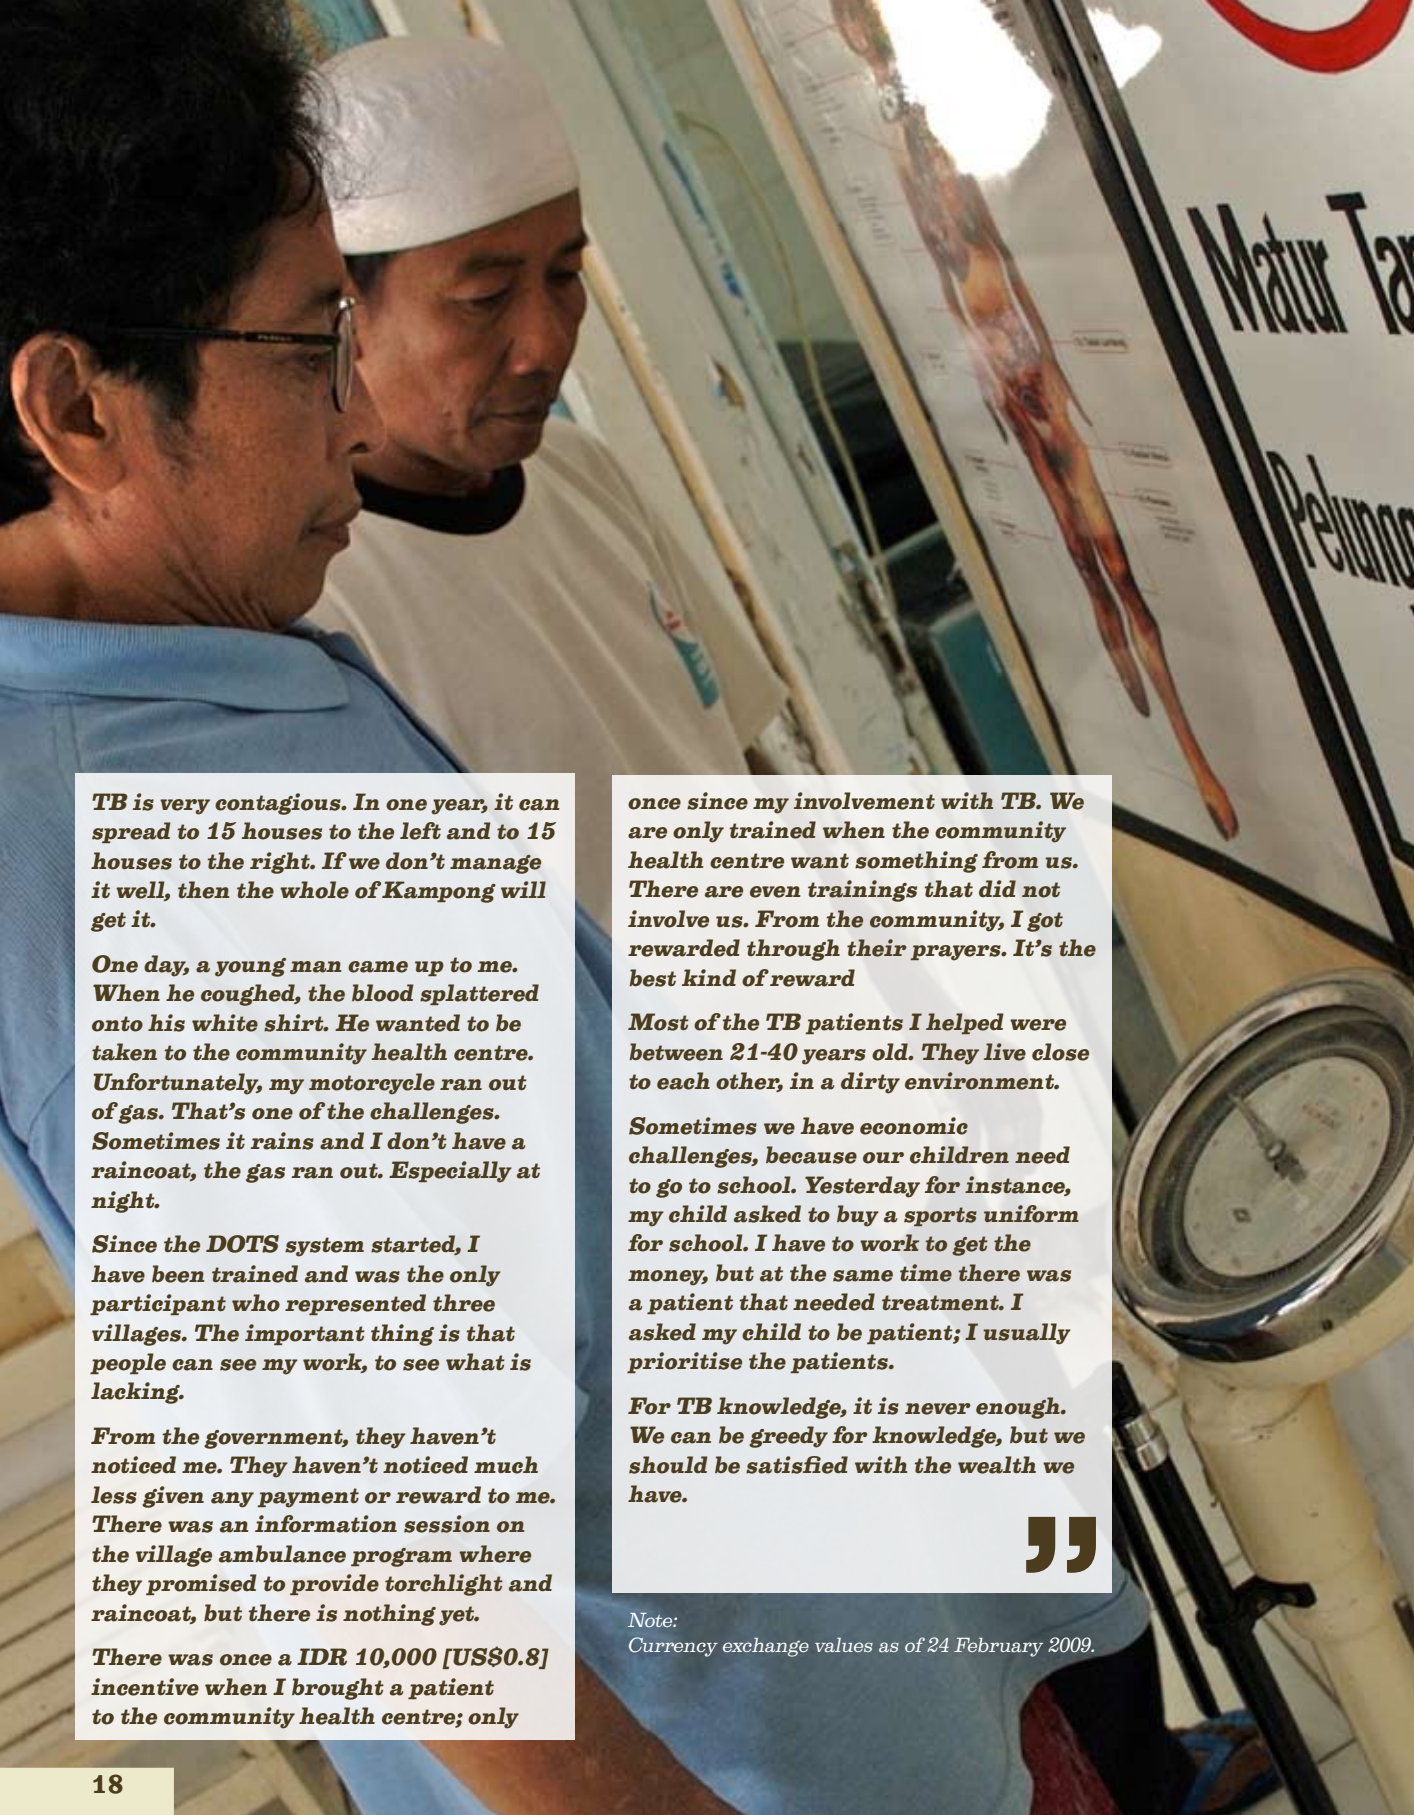 Matur
TB is very contagious. In one year, it can
spread to 15 houses to the left and to 15
houses to the right. If we don't manage
it well, then the whole of Kampong will
get it.
One day, a young man came up to me.
When he coughed, the blood splattered
onto his white shirt. He wanted to be
taken to the community health centre.
Unfortunately, my motorcycle ran out
of gas. That's one of the challenges.
Sometimes it rains and I don't have a
raincoat, the gas ran out. Especially at
night.
Since the DOTS system started, I
have been trained and was the only
participant who represented three
villages. The important thing is that
people can see my work, to see what is
lacking.
From the government, they haven't
noticed me. They haven't noticed much
less given any payment or reward to me.
There was an information session on
the village ambulance program where
they promised to provide torchlight and
raincoat, but there is nothing yet.
There was once a IDR 10,000 [US$0.8]
incentive when I brought a patient
to the community health centre; only
once since my involvement with TB. We
are only trained when the community
health centre want something from us.
There are even trainings that did not
involve us. From the community, I got
rewarded through their prayers. It's the
best kind of reward
Most of the TB patients I helped were
between 21-40 years old. They live close
to each other, in a dirty environment.
Sometimes we have economic
challenges, because our children need
to go to school. Yesterday for instance,
my child asked to buy a sports uniform
for school. I have to work to get the
money, but at the same time there was
a patient that needed treatment. I
asked my child to be patient; I usually
prioritise the patients.
For TB knowledge, it is never enough.
We can be greedy for knowledge, but we
should be satisfied with the wealth we
have.
”
Note:
Currency exchange values as of 24 February 2009.
18